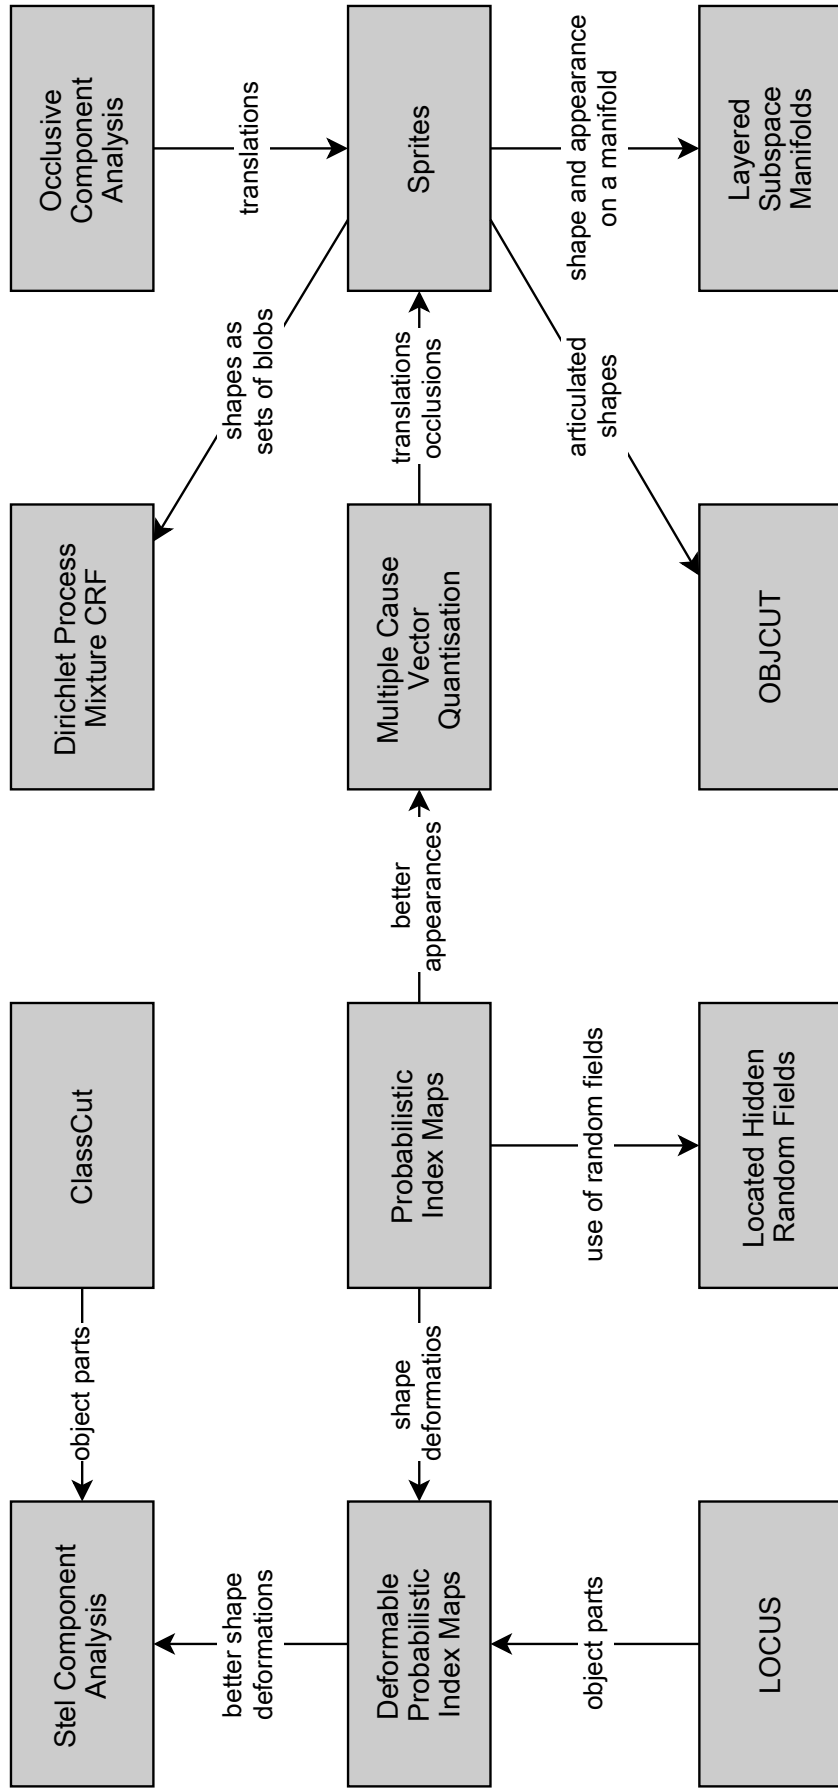 Stel Component
Analysis
object parts
ClassCut
Dirichlet Process
Mixture CRF
Occlusive
Component
Analysis
better shape
deformations
shapes as
sets of blobs
translations
Deformable
Probabilistic
Index Maps
shape
deformatios
Probabilistic
Index Maps
better
appearances
Multiple Cause
Vector
Quantisation
translations
occlusions
Sprites
object parts
use of random fields
articulated
shapes
shape and appearance
on a manifold
LOCUS
Located Hidden
Random Fields
OBJCUT
Layered
Subspace
Manifolds